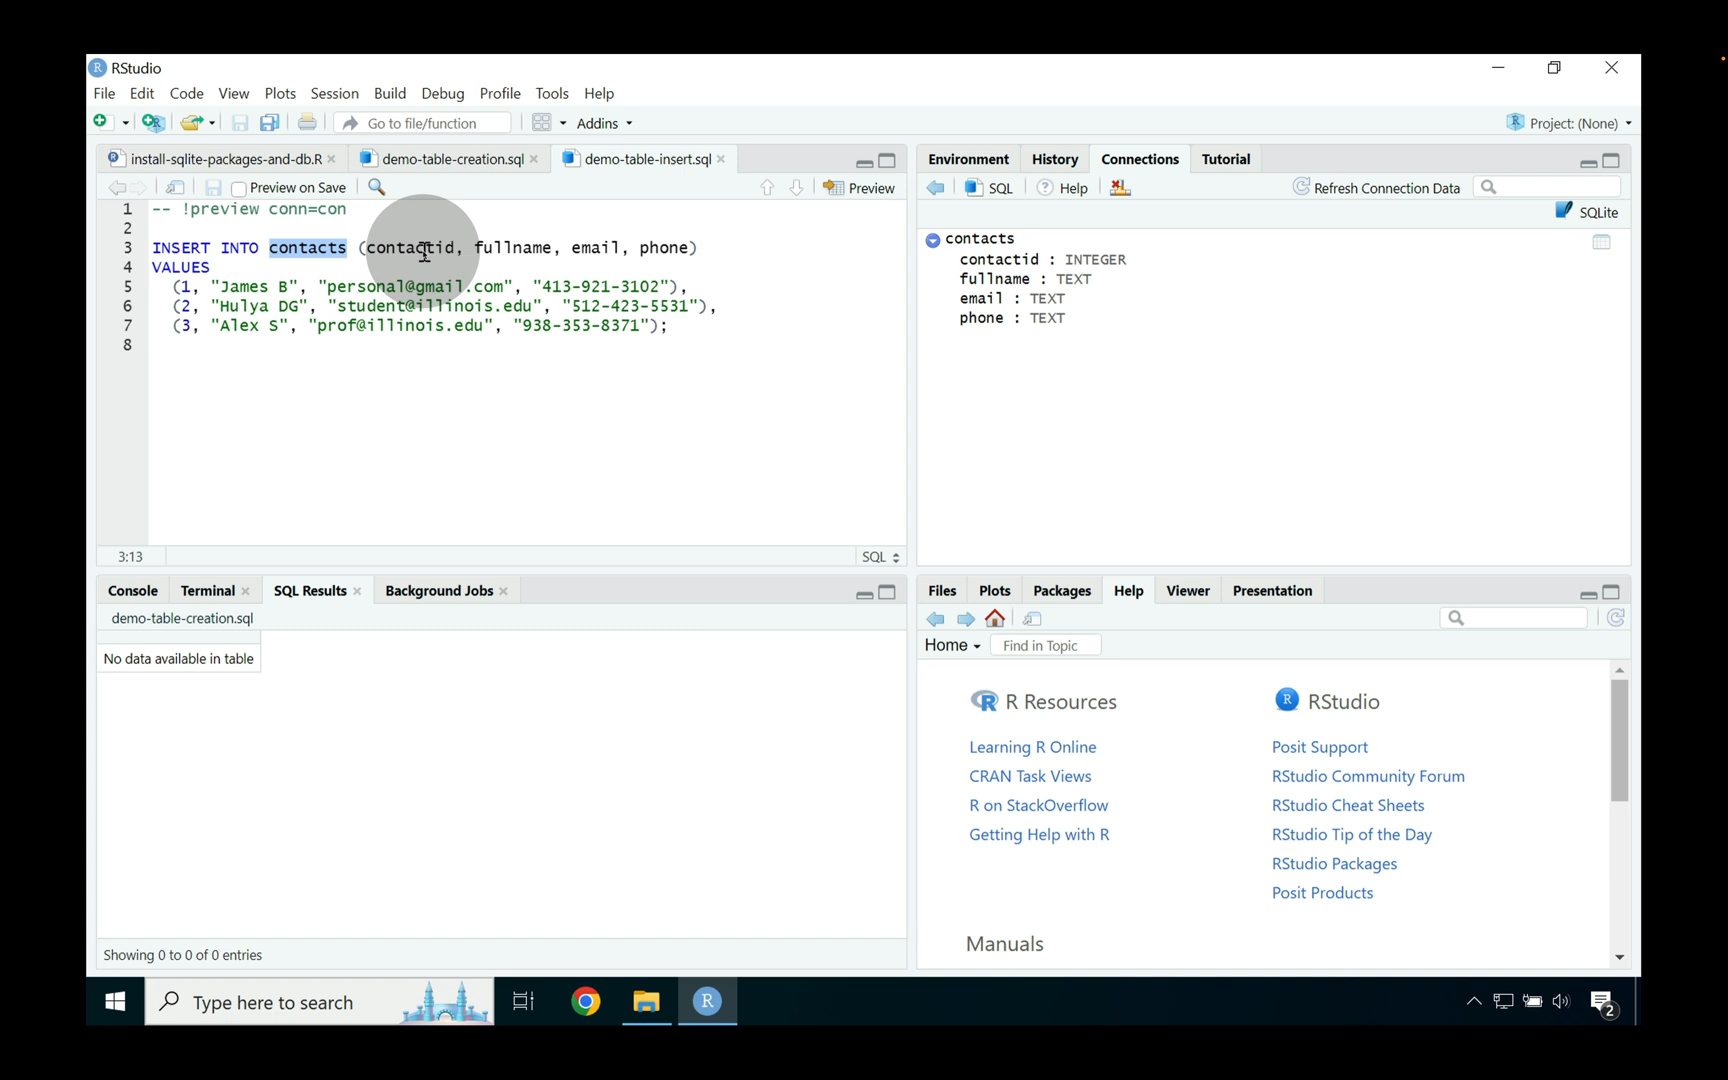 RStudio
File Edit Code View Plots Session Build Debug Profile Tools Help
Go to file/function Addins Project: (None)
install-sqlite-packages-and-db.R demo-table-creation.sql demo-table-insert.sql
Preview on Save Preview
1 -- !preview conn=con
2
3 INSERT INTO contacts (contactid, fullname, email, phone)
4 VALUES
5 (1, "James B", "personal@gmail.com", "413-921-3102"),
6 (2, "Hulya DG", "student@illinois.edu", "512-423-5531"),
7 (3, "Alex S", "prof@illinois.edu", "938-353-8371");
8
3:13 SQL
Environment History Connections Tutorial
SQL Help Refresh Connection Data
SQLite
contacts
contactid : INTEGER
fullname : TEXT
email : TEXT
phone : TEXT
Console Terminal SQL Results Background Jobs
demo-table-creation.sql
No data available in table
Showing 0 to 0 of 0 entries
Files Plots Packages Help Viewer Presentation
Home Find in Topic
R Resources
Learning R Online
CRAN Task Views
R on StackOverflow
Getting Help with R
RStudio
Posit Support
RStudio Community Forum
RStudio Cheat Sheets
RStudio Tip of the Day
RStudio Packages
Posit Products
Manuals
Type here to search
2